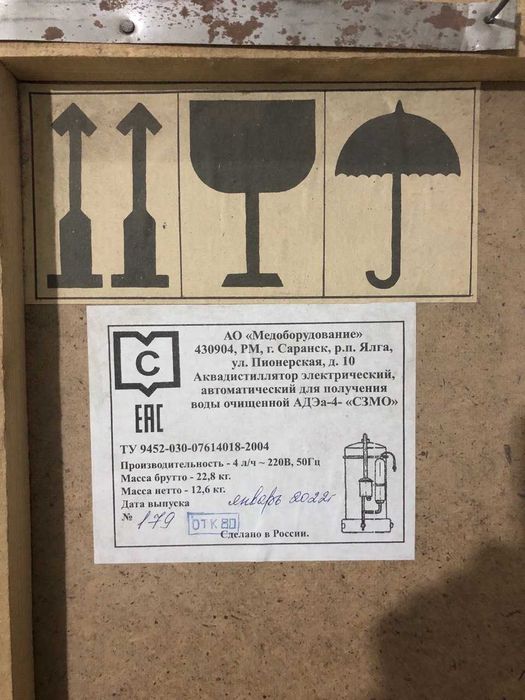 АО «Медоборудование»
430904, РМ, г. Саранск, р.п. Ялга,
ул. Пионерская, д. 10
Аквадистиллятор электрический,
автоматический для получения
воды очищенной АДЭа-4- «СЗМО»
С
ЕАС
ТУ 9452-030-07614018-2004
Производительность - 4 л/ч ~ 220В, 50Гц
Масса брутто - 22,8 кг.
Масса нетто - 12,6 кг.
Дата выпуска январь 2022г
№ 179 ОТК 80
Сделано в России.